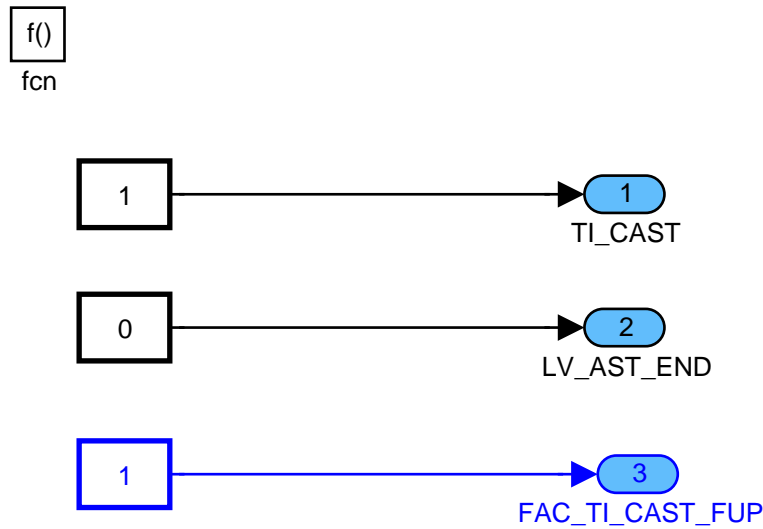 f()
fcn
1
1
TI_CAST
0
2
LV_AST_END
1
3
FAC_TI_CAST_FUP